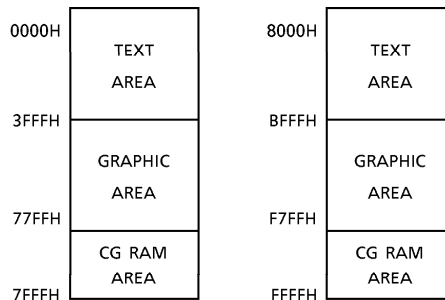 0000H
TEXT
AREA
3FFFH
GRAPHIC
AREA
77FFH
CG RAM
AREA
7FFFH
8000H
TEXT
AREA
BFFFH
GRAPHIC
AREA
F7FFH
CG RAM
AREA
FFFFH